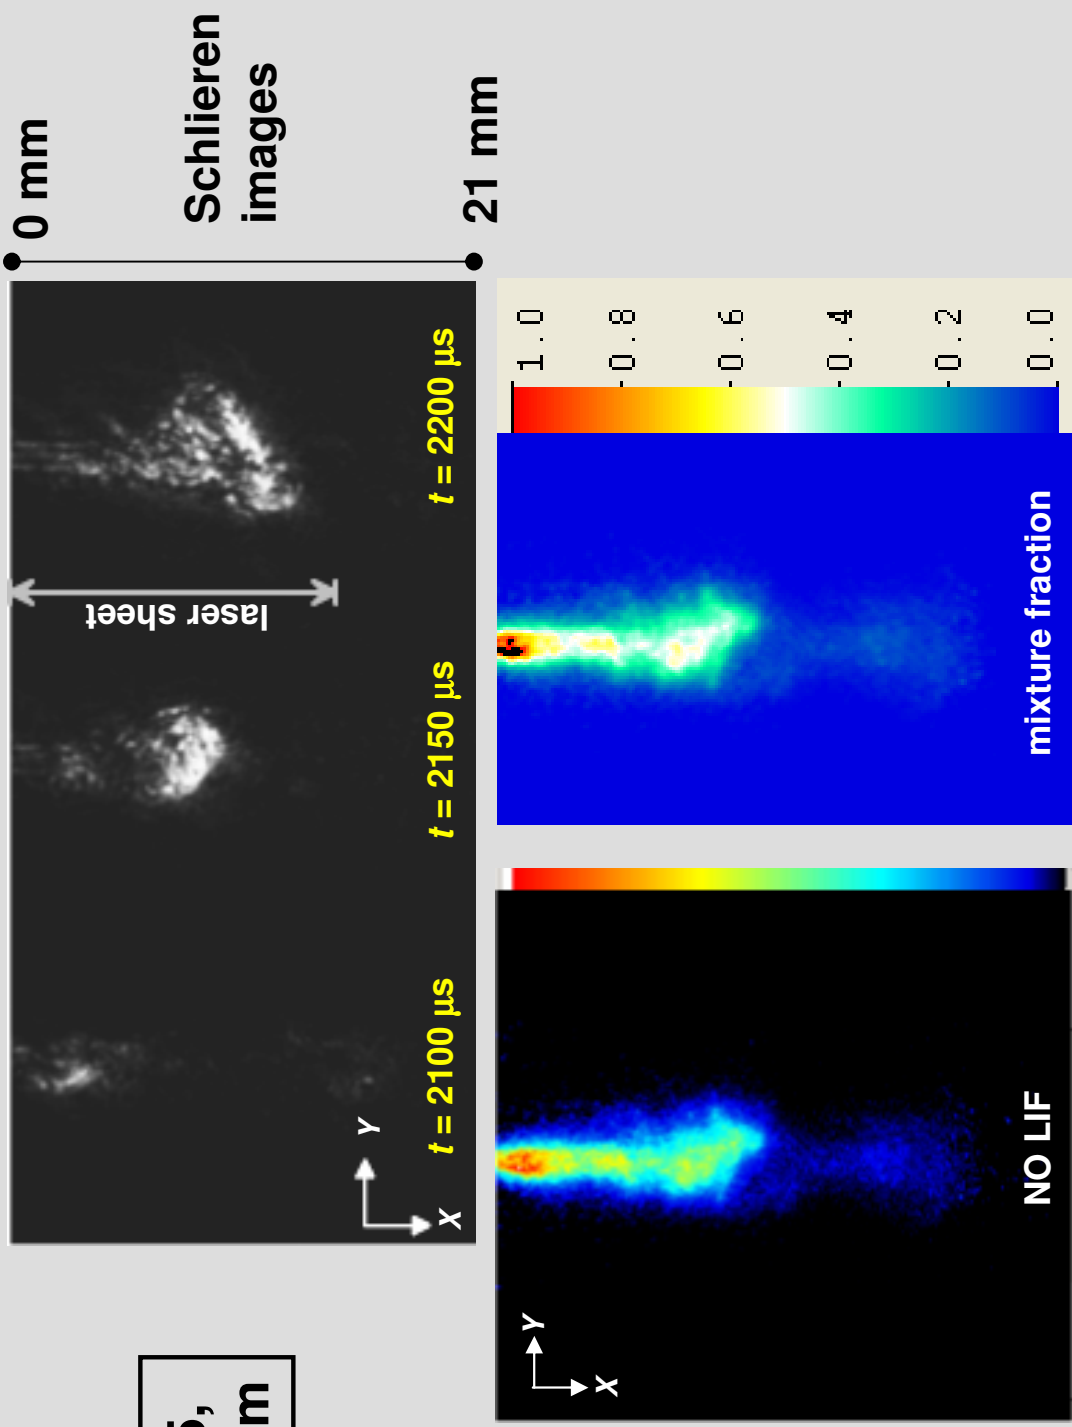 5,
m
t = 2100 µs
t = 2150 µs
t = 2200 µs
laser sheet
Y
X
0 mm
Schlieren
images
21 mm
Y
X
NO LIF
mixture fraction
1.0
0.8
0.6
0.4
0.2
0.0